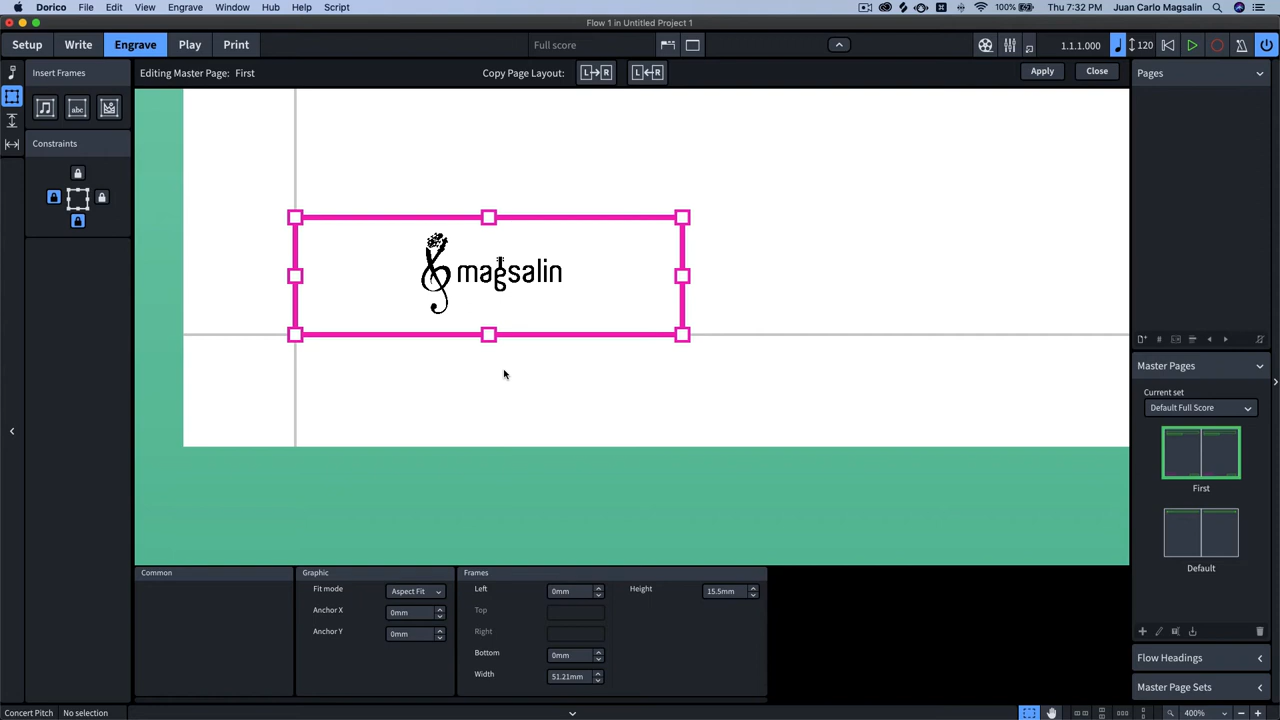 Dorico File Edit View Engrave Window Hub Help Script 100% Thu 7:32 PM Juan Carlo Magsalin
Flow 1 in Untitled Project 1
Setup Write Engrave Play Print Full score 1.1.1.000 120
Insert Frames Editing Master Page: First Copy Page Layout: L R L R Apply Close Pages
abc
Constraints
magsalin
Master Pages
Current set
Default Full Score
First
Default
Common Graphic Frames
Fit mode Aspect Fit Left 0mm Height 15.5mm
Anchor X 0mm Top
Anchor Y 0mm Right
Bottom 0mm
Width 51.21mm
Flow Headings
Master Page Sets
Concert Pitch No selection 400%